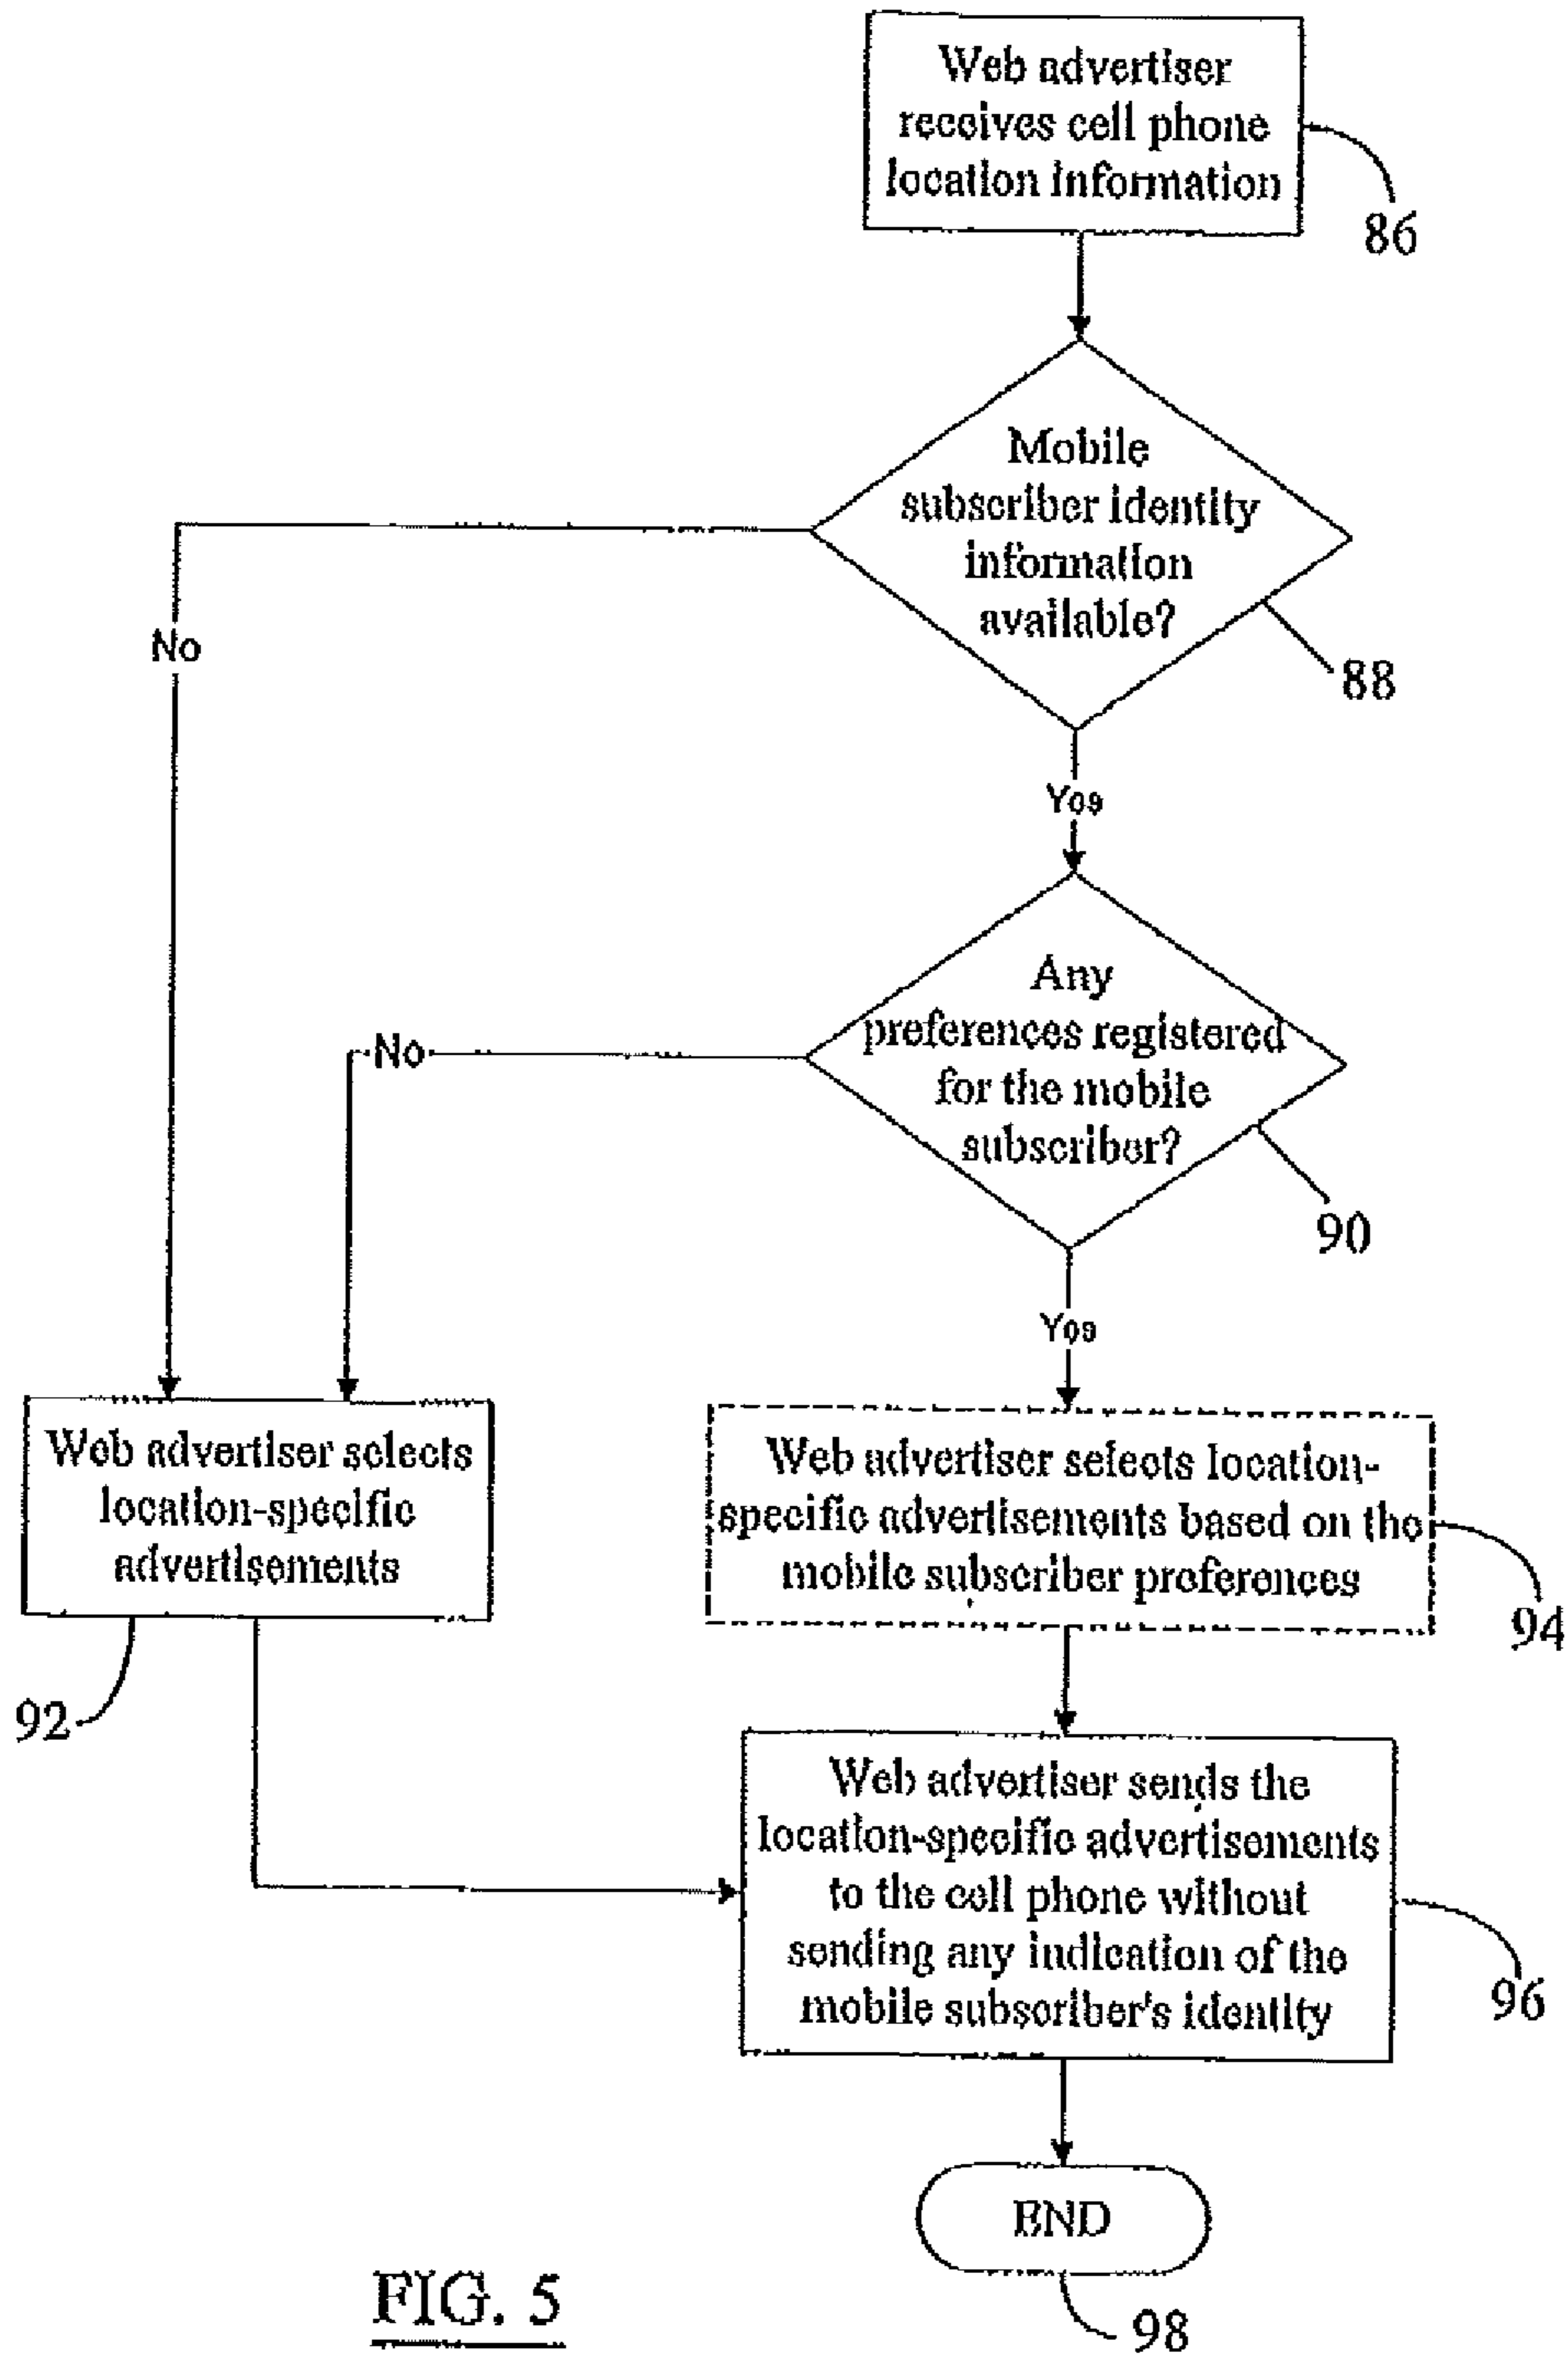 Web advertiser
receives cell phone
location information
86
Mobile
subscriber identity
information
available?
88
No
Yes
Any
preferences registered
for the mobile
subscriber?
90
No
Yes
Web advertiser selects
location-specific
advertisements
92
Web advertiser selects location-
specific advertisements based on the
mobile subscriber preferences
94
Web advertiser sends the
location-specific advertisements
to the cell phone without
sending any indication of the
mobile subscriber's identity
96
END
98
FIG. 5